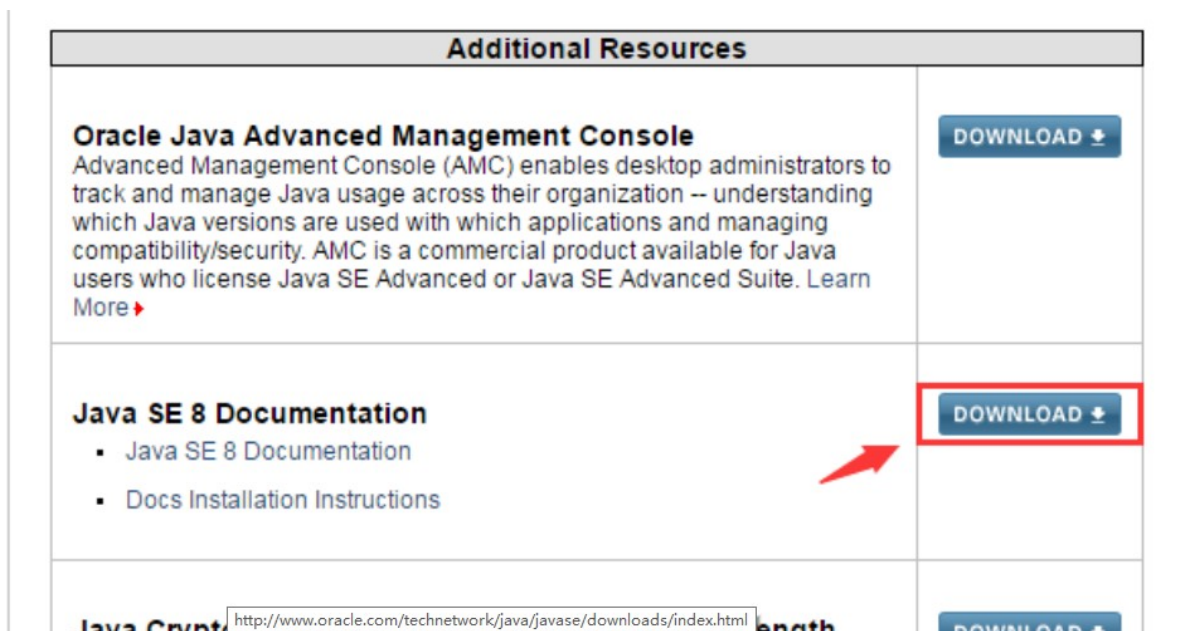 Additional Resources
Oracle Java Advanced Management Console
DOWNLOAD
Advanced Management Console (AMC) enables desktop administrators to
track and manage Java usage across their organization -- understanding
which Java versions are used with which applications and managing
compatibility/security. AMC is a commercial product available for Java
users who license Java SE Advanced or Java SE Advanced Suite. Learn
More
Java SE 8 Documentation
DOWNLOAD
Java SE 8 Documentation
Docs Installation Instructions
http://www.oracle.com/technetwork/java/javase/downloads/index.html
Java
DOWNLOAD